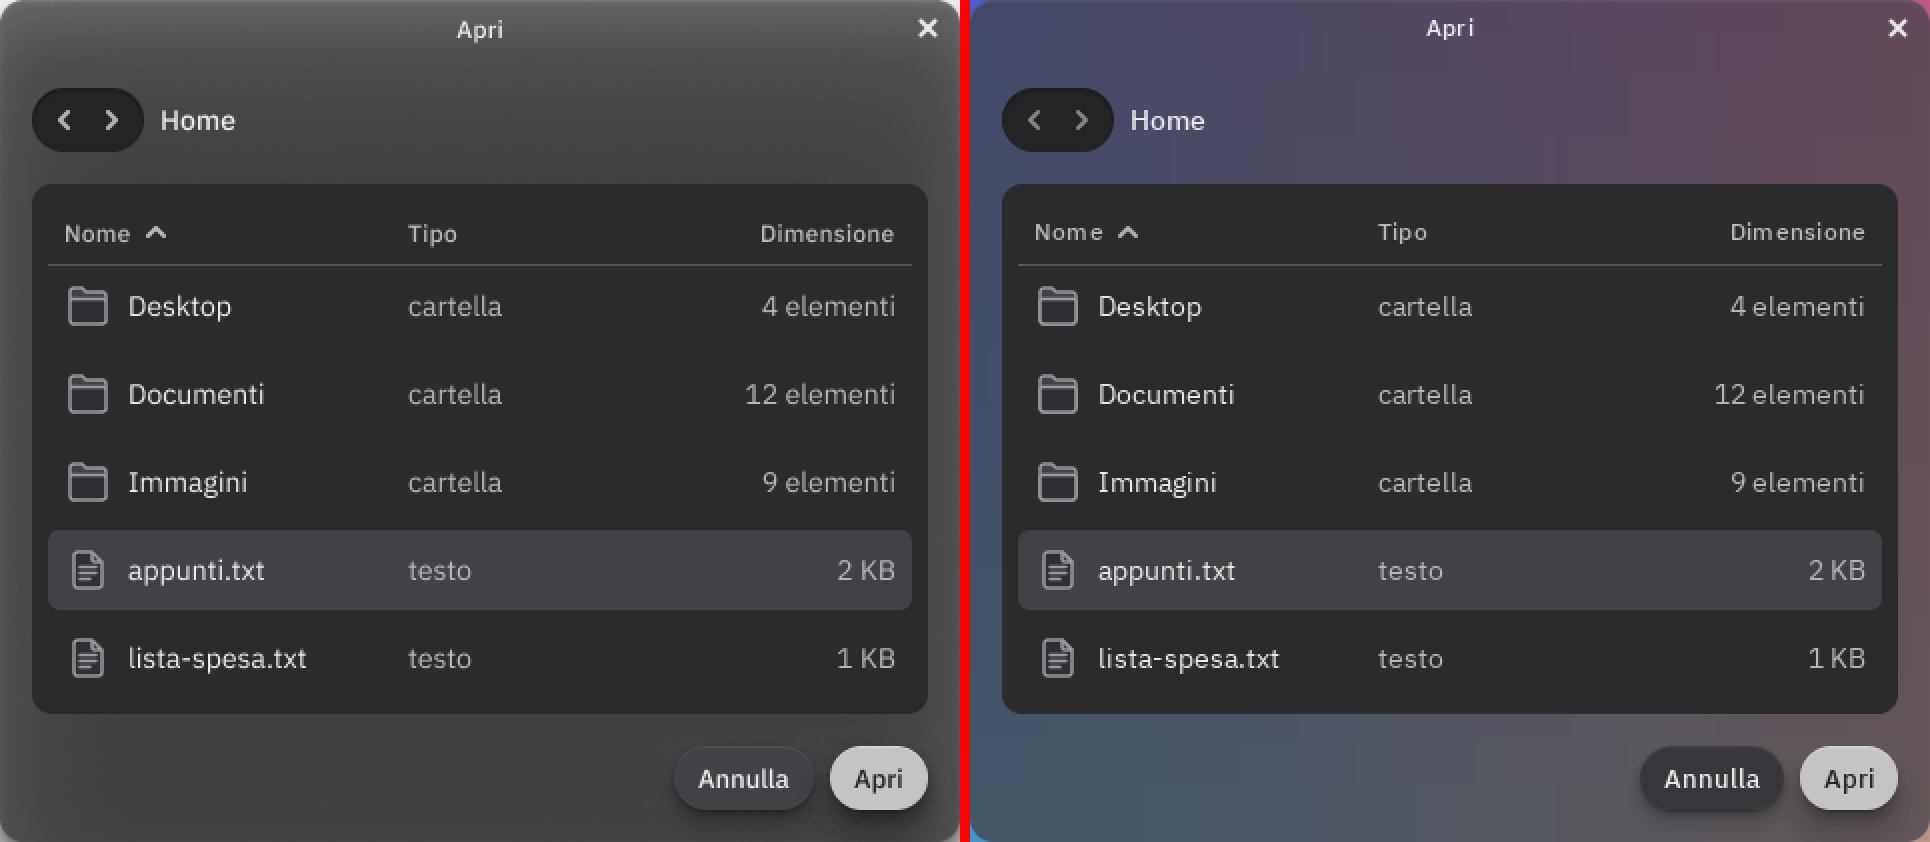 Apri
Home
Nome Tipo Dimensione
Desktop cartella 4 elementi
Documenti cartella 12 elementi
Immagini cartella 9 elementi
appunti.txt testo 2 KB
lista-spesa.txt testo 1 KB
Annulla Apri
Apri
Home
Nome Tipo Dimensione
Desktop cartella 4 elementi
Documenti cartella 12 elementi
Immagini cartella 9 elementi
appunti.txt testo 2 KB
lista-spesa.txt testo 1 KB
Annulla Apri